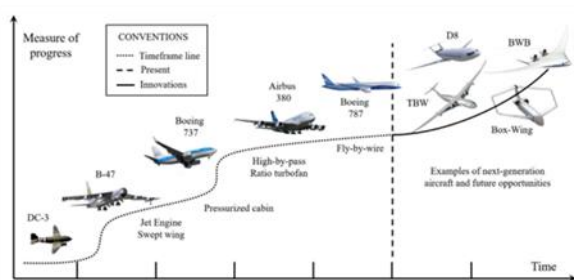 Measure of
progress
CONVENTIONS
Timeframe line
Present
Innovations
D8
BWB
Airbus
380
Boeing
787
TBW
Box-Wing
Boeing
737
High-by-pass
Ratio turbofan
Fly-by-wire
Examples of next-generation
aircraft and future opportunities
B-47
DC-3
Jet Engine
Swept wing
Pressurized cabin
Time